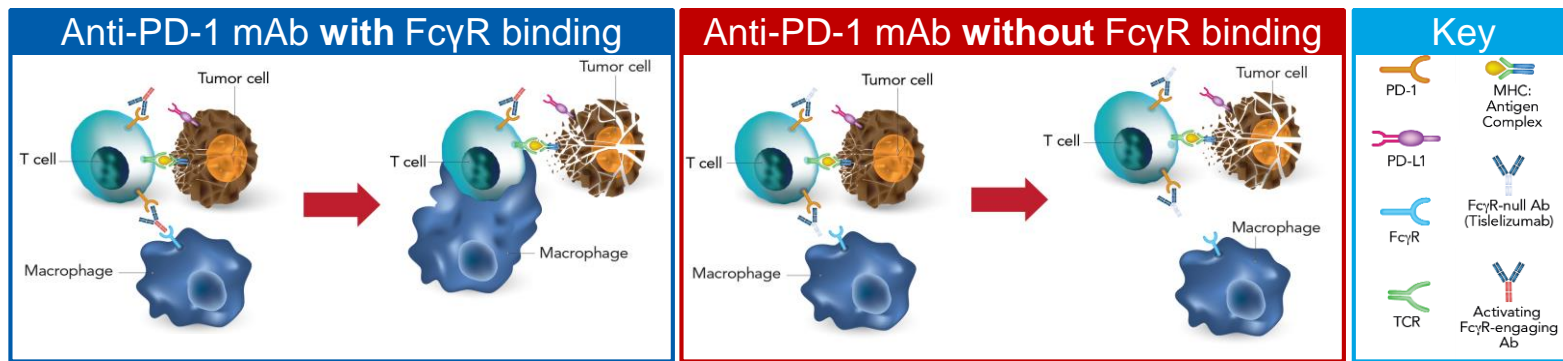 Anti-PD-1 mAb with FcγR binding
Tumor cell
T cell
Macrophage
Tumor cell
Macrophage
Anti-PD-1 mAb without FcγR binding
Tumor cell
T cell
Macrophage
Tumor cell
T cell
Macrophage
Key
PD-1
MHC:
Antigen
Complex
PD-L1
FcγR-null Ab
(Tislelizumab)
FcγR
TCR
Activating
FcγR-engaging
Ab